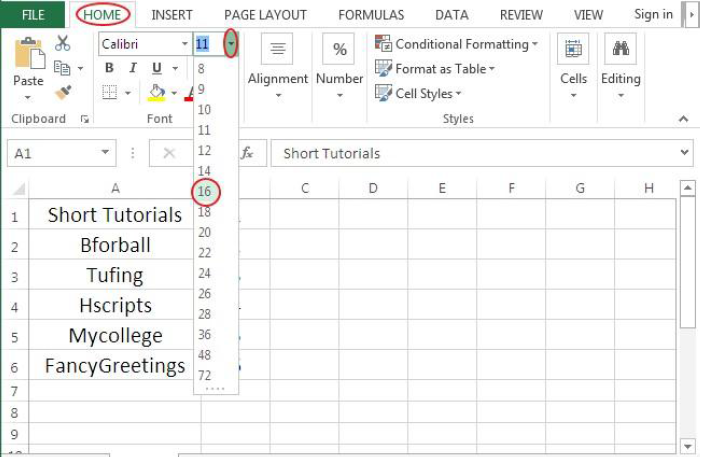 FILE HOME INSERT PAGE LAYOUT FORMULAS DATA REVIEW VIEW Sign in
Calibri 11
Paste
B I U
Alignment Number
%
Conditional Formatting
Format as Table
Cell Styles
Cells Editing
Clipboard Font Styles
8
9
10
11
12
14
16
18
20
22
24
26
28
36
48
72
A1 fx Short Tutorials
A C D E F G H
1 Short Tutorials
2 Bforball
3 Tufing
4 Hscripts
5 Mycollege
6 FancyGreetings
7
8
9